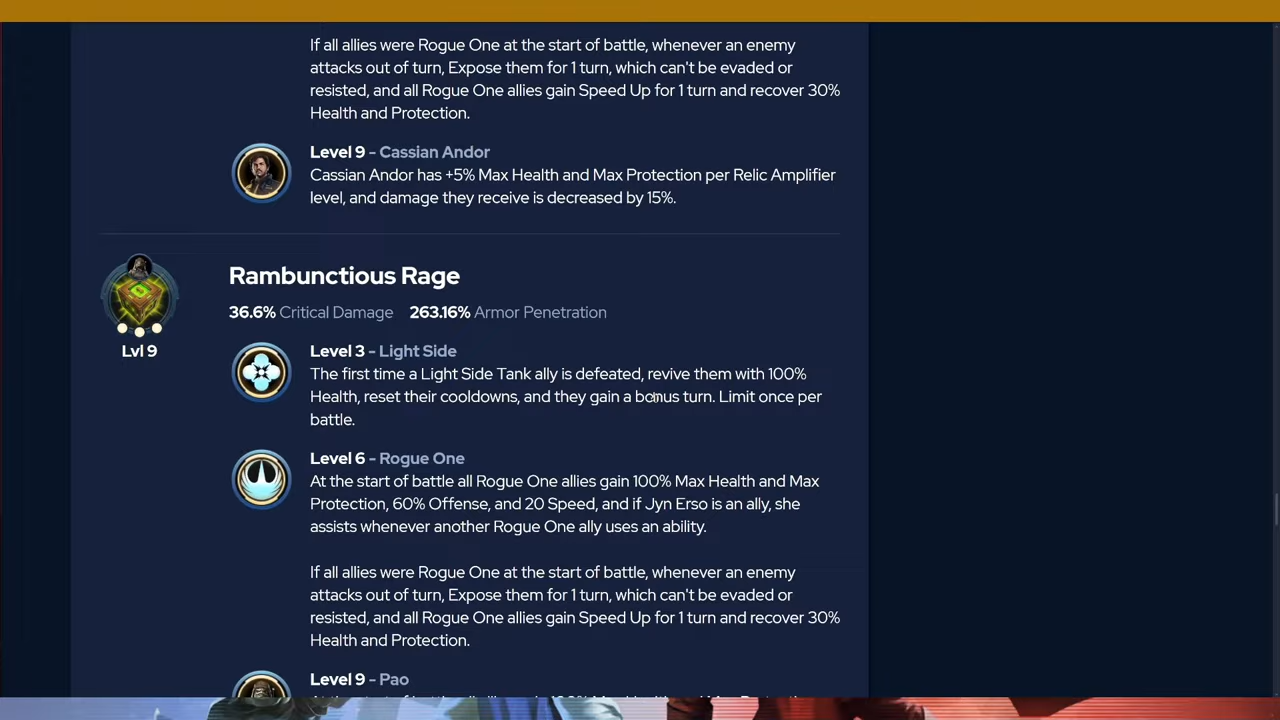 If all allies were Rogue One at the start of battle, whenever an enemy
attacks out of turn, Expose them for 1 turn, which can't be evaded or
resisted, and all Rogue One allies gain Speed Up for 1 turn and recover 30%
Health and Protection.
Level 9 - Cassian Andor
Cassian Andor has +5% Max Health and Max Protection per Relic Amplifier
level, and damage they receive is decreased by 15%.
Rambunctious Rage
36.6% Critical Damage 263.16% Armor Penetration
Lvl 9
Level 3 - Light Side
The first time a Light Side Tank ally is defeated, revive them with 100%
Health, reset their cooldowns, and they gain a bonus turn. Limit once per
battle.
Level 6 - Rogue One
At the start of battle all Rogue One allies gain 100% Max Health and Max
Protection, 60% Offense, and 20 Speed, and if Jyn Erso is an ally, she
assists whenever another Rogue One ally uses an ability.
If all allies were Rogue One at the start of battle, whenever an enemy
attacks out of turn, Expose them for 1 turn, which can't be evaded or
resisted, and all Rogue One allies gain Speed Up for 1 turn and recover 30%
Health and Protection.
Level 9 - Pao